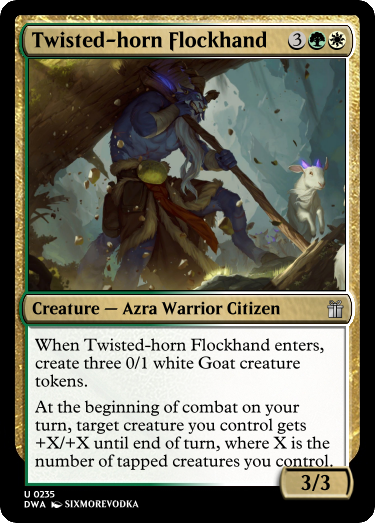 Twisted-horn Flockhand 3
Creature — Azra Warrior Citizen
When Twisted-horn Flockhand enters,
create three 0/1 white Goat creature
tokens.
At the beginning of combat on your
turn, target creature you control gets
+X/+X until end of turn, where X is the
number of tapped creatures you control.
3/3
U 0235
DWA SIXMOREVODKA